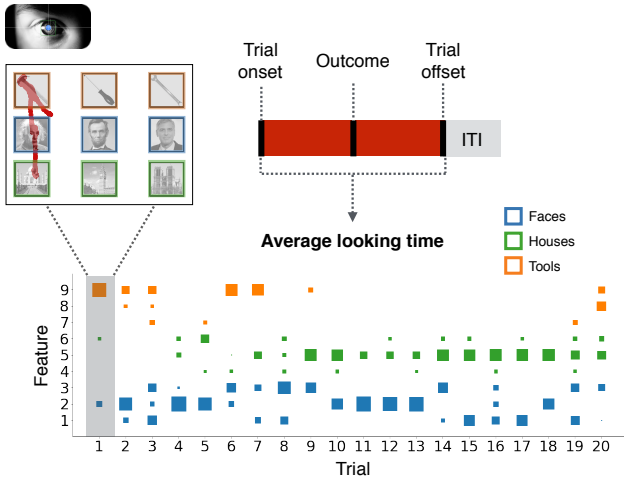 Trial
onset
Outcome
Trial
offset
ITI
Average looking time
Faces
Houses
Tools
Feature
9
8
7
6
5
4
3
2
1
1 2 3 4 5 6 7 8 9 10 11 12 13 14 15 16 17 18 19 20
Trial